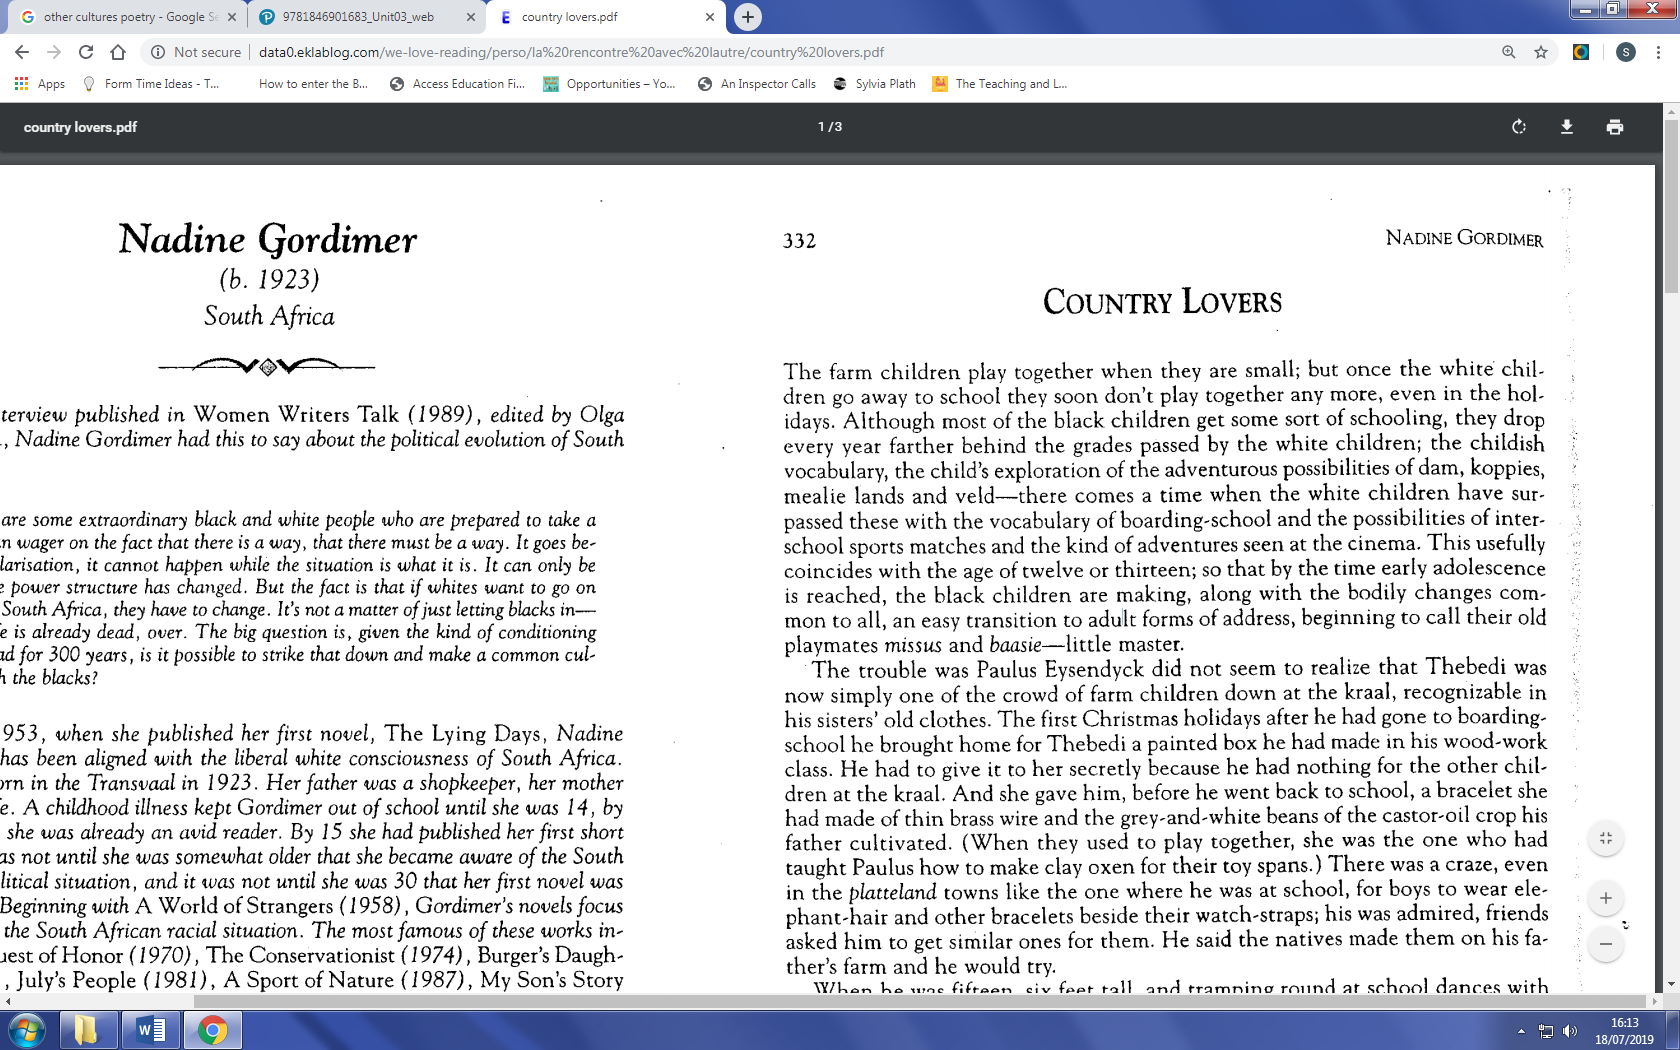 other cultures poetry - Google Se
9781846901683_Unit03_web
country lovers.pdf
Not secure
data0.eklablog.com/we-love-reading/perso/la%20rencontre%20avec%20lautre/country%20lovers.pdf
S
Apps
Form Time Ideas - T...
How to enter the B...
Access Education Fi...
Opportunities – Yo...
An Inspector Calls
Sylvia Plath
The Teaching and L...
country lovers.pdf
1 / 3
Nadine Gordimer
(b. 1923)
South Africa
terview published in Women Writers Talk (1989), edited by Olga
., Nadine Gordimer had this to say about the political evolution of South
are some extraordinary black and white people who are prepared to take a
n wager on the fact that there is a way, that there must be a way. It goes be-
larisation, it cannot happen while the situation is what it is. It can only be
e power structure has changed. But the fact is that if whites want to go on
South Africa, they have to change. It's not a matter of just letting blacks in—
e is already dead, over. The big question is, given the kind of conditioning
ad for 300 years, is it possible to strike that down and make a common cul-
h the blacks?
953, when she published her first novel, The Lying Days, Nadine
has been aligned with the liberal white consciousness of South Africa.
orn in the Transvaal in 1923. Her father was a shopkeeper, her mother
e. A childhood illness kept Gordimer out of school until she was 14, by
she was already an avid reader. By 15 she had published her first short
as not until she was somewhat older that she became aware of the South
litical situation, and it was not until she was 30 that her first novel was
Beginning with A World of Strangers (1958), Gordimer's novels focus
the South African racial situation. The most famous of these works in-
uest of Honor (1970), The Conservationist (1974), Burger's Daugh-
, July's People (1981), A Sport of Nature (1987), My Son's Story
332
NADINE GORDIMER
COUNTRY LOVERS
The farm children play together when they are small; but once the white chil-
dren go away to school they soon don't play together any more, even in the hol-
idays. Although most of the black children get some sort of schooling, they drop
every year farther behind the grades passed by the white children; the childish
vocabulary, the child's exploration of the adventurous possibilities of dam, koppies,
mealie lands and veld—there comes a time when the white children have sur-
passed these with the vocabulary of boarding-school and the possibilities of inter-
school sports matches and the kind of adventures seen at the cinema. This usefully
coincides with the age of twelve or thirteen; so that by the time early adolescence
is reached, the black children are making, along with the bodily changes com-
mon to all, an easy transition to adult forms of address, beginning to call their old
playmates missus and baasie—little master.
The trouble was Paulus Eysendyck did not seem to realize that Thebedi was
now simply one of the crowd of farm children down at the kraal, recognizable in
his sisters' old clothes. The first Christmas holidays after he had gone to boarding-
school he brought home for Thebedi a painted box he had made in his wood-work
class. He had to give it to her secretly because he had nothing for the other chil-
dren at the kraal. And she gave him, before he went back to school, a bracelet she
had made of thin brass wire and the grey-and-white beans of the castor-oil crop his
father cultivated. (When they used to play together, she was the one who had
taught Paulus how to make clay oxen for their toy spans.) There was a craze, even
in the platteland towns like the one where he was at school, for boys to wear ele-
phant-hair and other bracelets beside their watch-straps; his was admired, friends
asked him to get similar ones for them. He said the natives made them on his fa-
ther's farm and he would try.
When he was fifteen, six feet tall, and tramping round at school dances with
16:13
18/07/2019